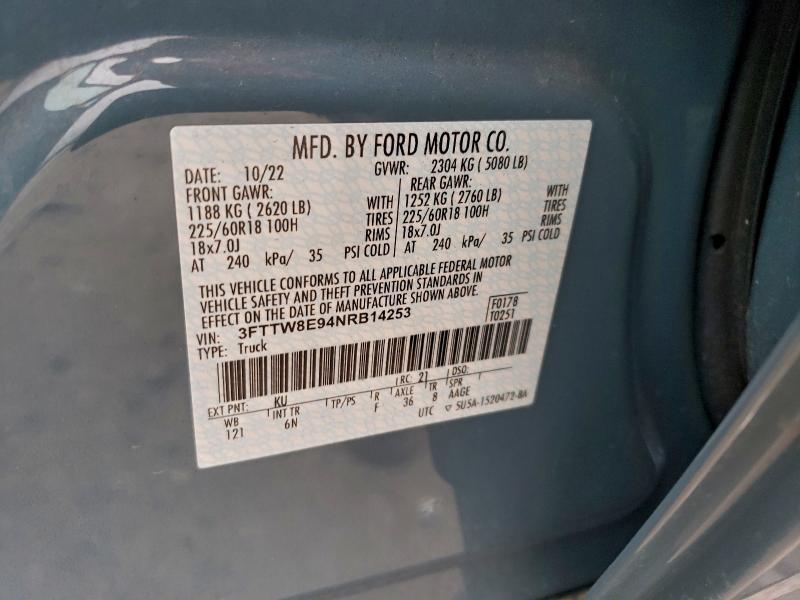 MFD. BY FORD MOTOR CO.
DATE: 10/22 GVWR: 2304 KG ( 5080 LB)
FRONT GAWR: REAR GAWR:
1188 KG ( 2620 LB) WITH 1252 KG ( 2760 LB) WITH
225/60R18 100H TIRES 225/60R18 100H TIRES
18x7.0J RIMS 18x7.0J RIMS
AT 240 kPa/ 35 PSI COLD AT 240 kPa/ 35 PSI COLD
THIS VEHICLE CONFORMS TO ALL APPLICABLE FEDERAL MOTOR
VEHICLE SAFETY AND THEFT PREVENTION STANDARDS IN
EFFECT ON THE DATE OF MANUFACTURE SHOWN ABOVE.
VIN: 3FTTW8E94NRB14253 F0178
TYPE: Truck T0251
RC: 21 DSO:
EXT PNT: KU
WB INT TR TP/PS R AXLE TR SPR
121 6N F 36 8 AAGE
UTC 5U5A-1520472-BA